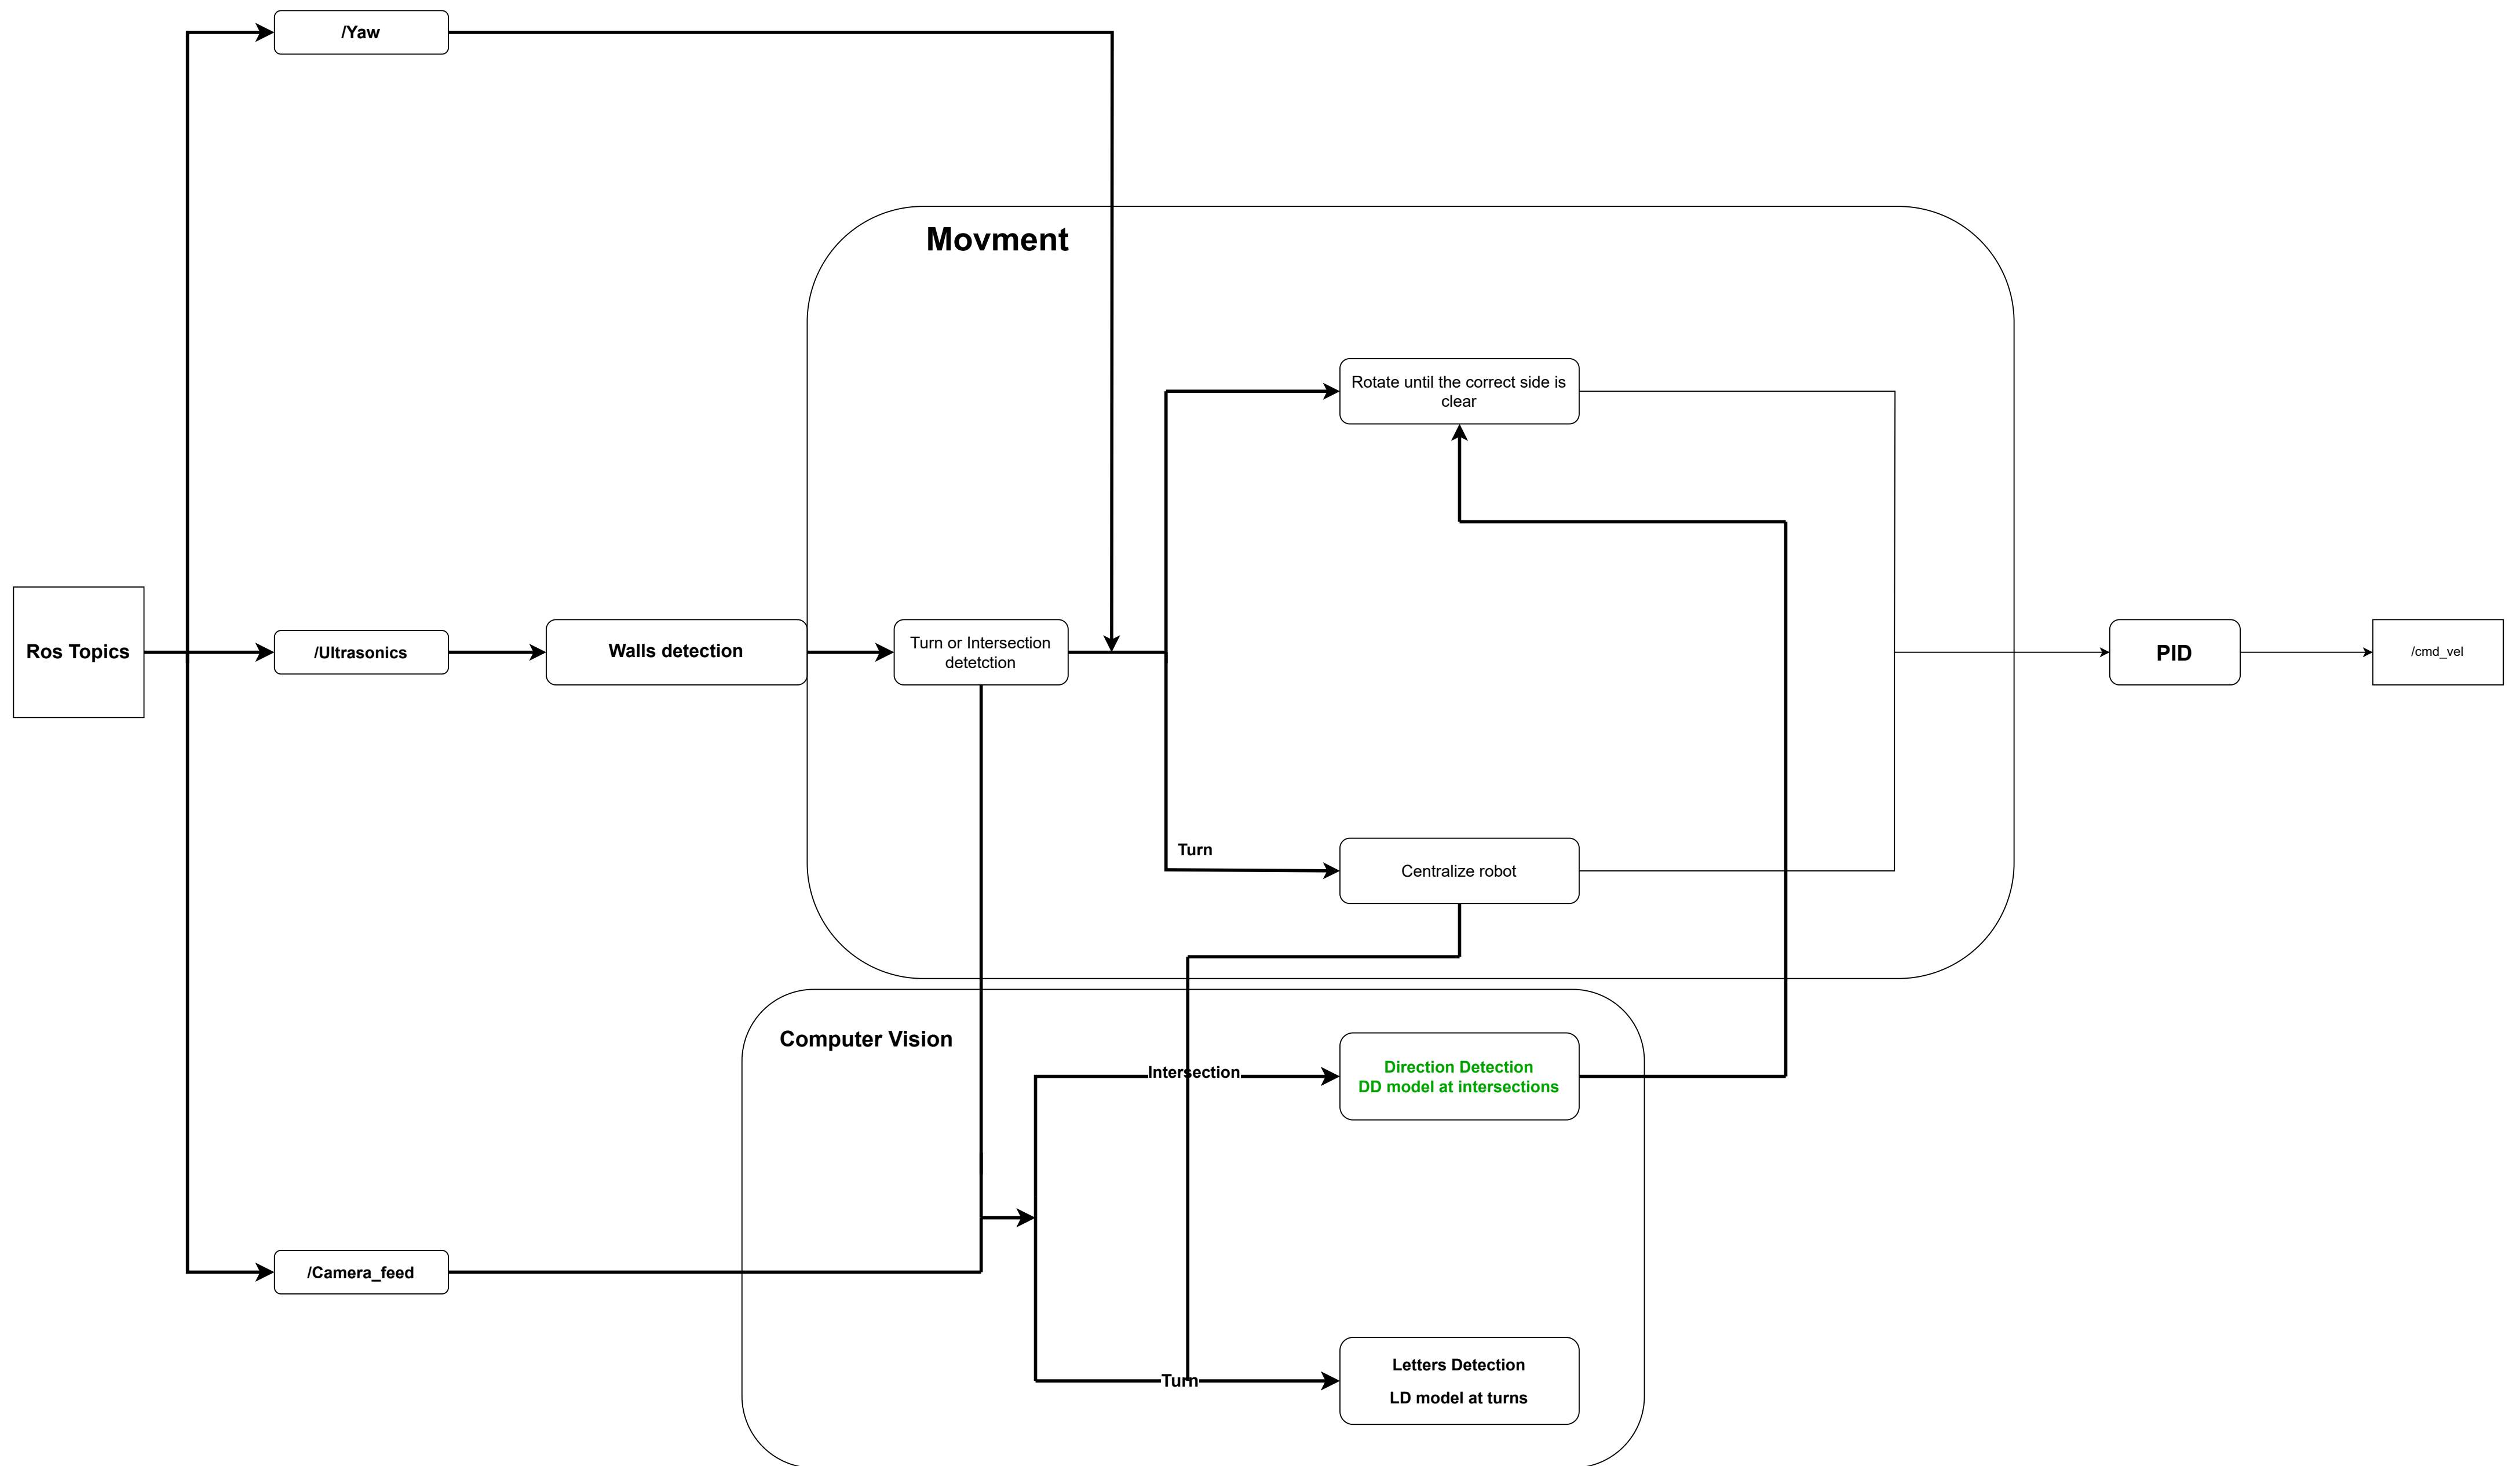 /Yaw
Movment
Rotate until the correct side is
clear
Ros Topics
/Ultrasonics
Walls detection
Turn or Intersection
detetction
PID
/cmd_vel
Turn
Centralize robot
Computer Vision
Intersection
Direction Detection
DD model at intersections
/Camera_feed
Turn
Letters Detection
LD model at turns